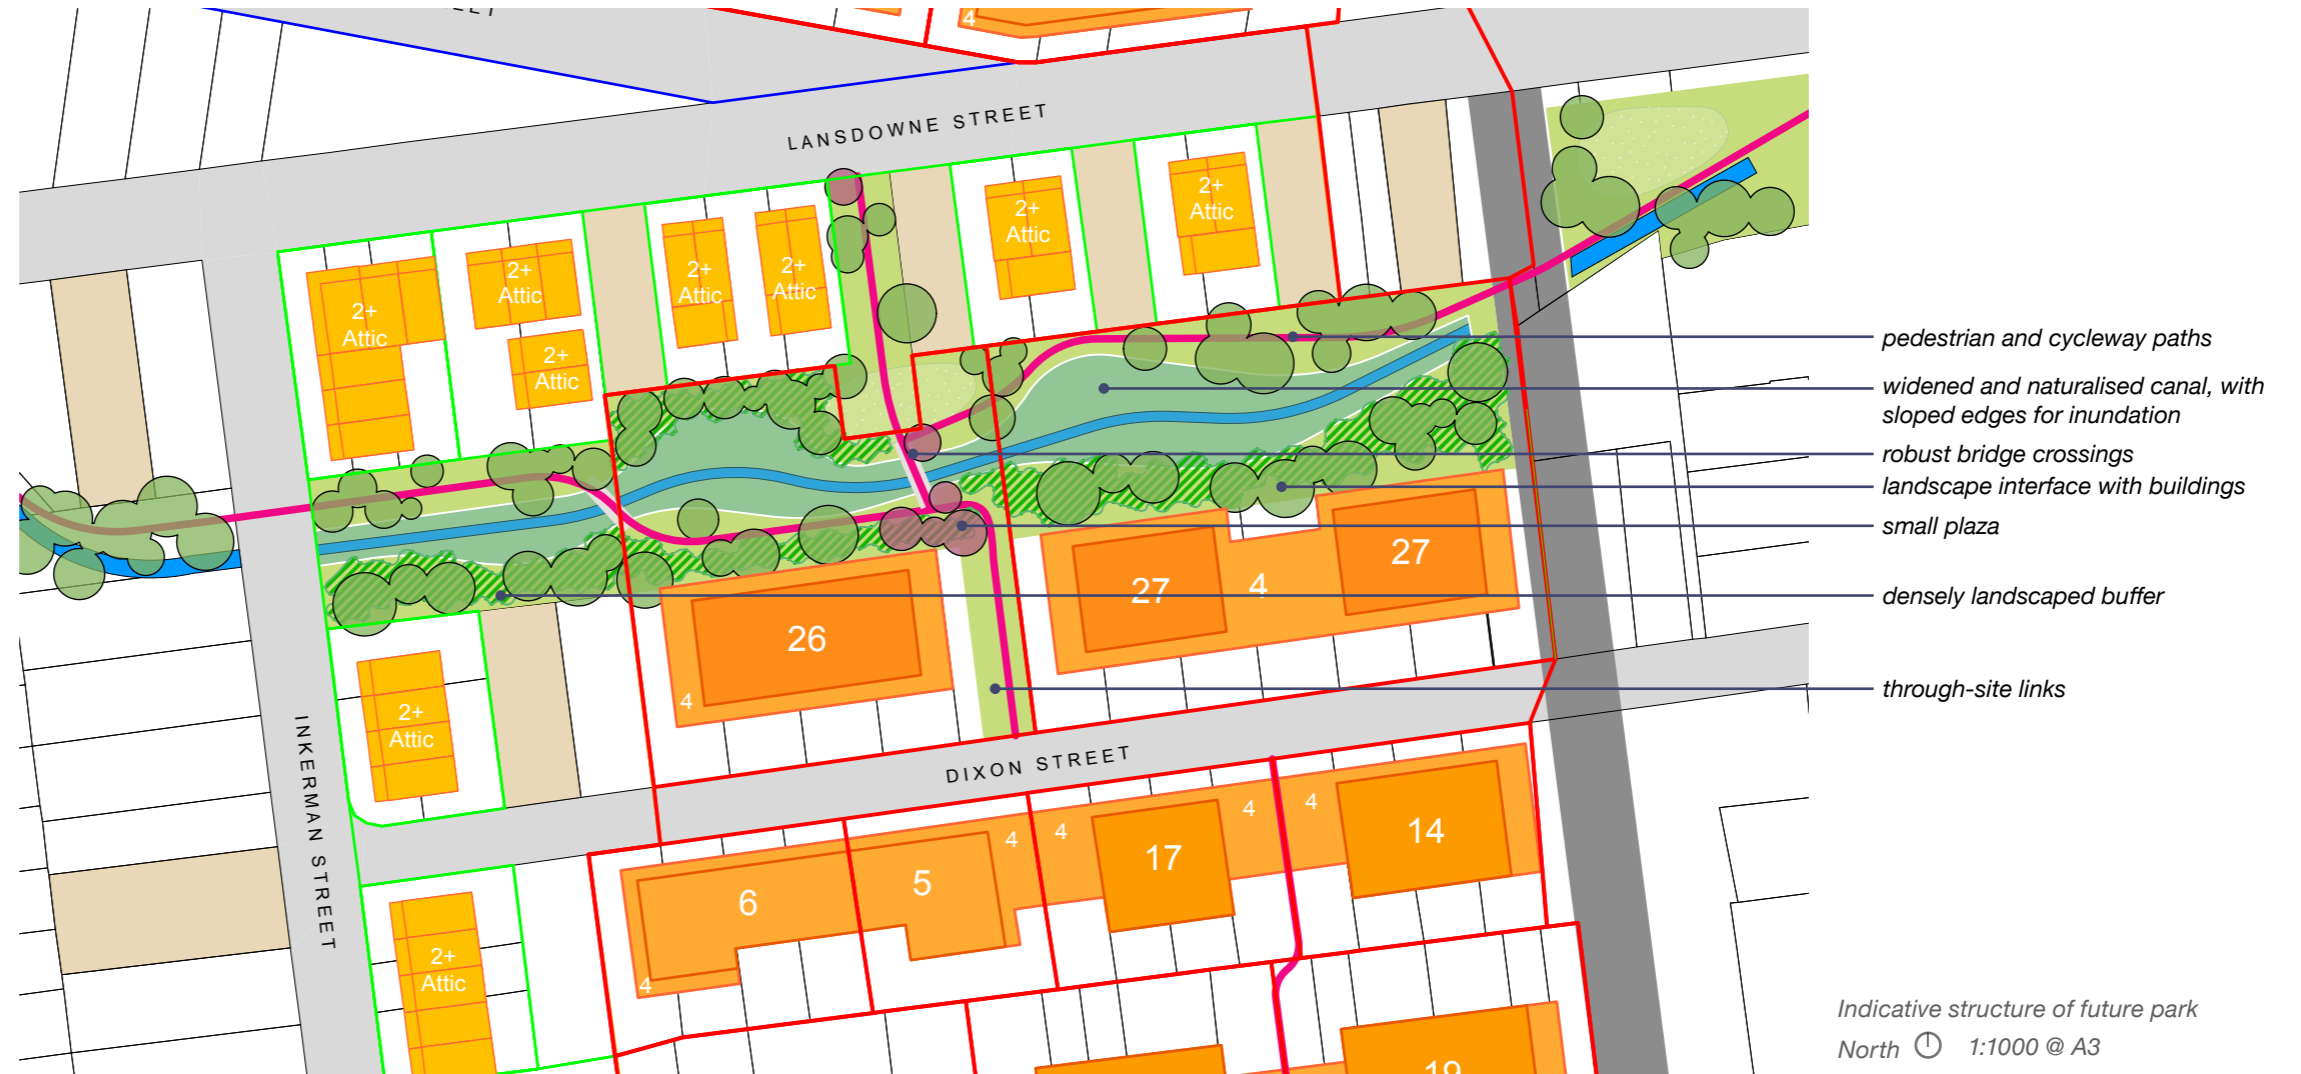 4
LANSDOWNE STREET
2+
Attic
2+
Attic
2+
Attic
2+
Attic
2+
Attic
2+
Attic
2+
Attic
pedestrian and cycleway paths
widened and naturalised canal, with
sloped edges for inundation
robust bridge crossings
landscape interface with buildings
small plaza
densely landscaped buffer
through-site links
27
27
4
26
4
2+
Attic
INKERMAN STREET
DIXON STREET
4
4
4
4
14
17
5
6
4
2+
Attic
19
Indicative structure of future park
North 1:1000 @ A3